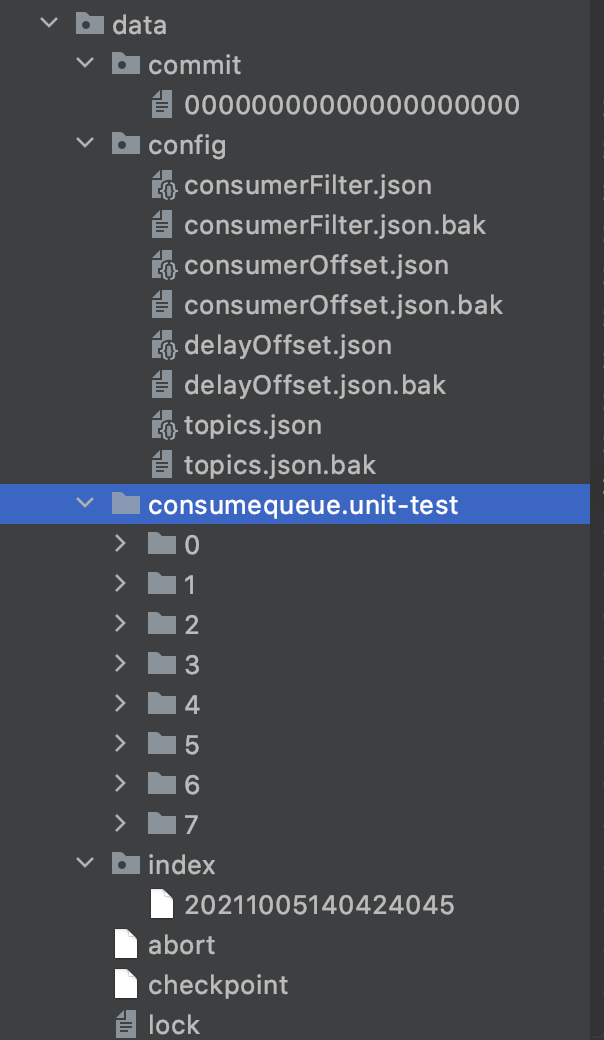 data
commit
00000000000000000000
config
consumerFilter.json
consumerFilter.json.bak
consumerOffset.json
consumerOffset.json.bak
delayOffset.json
delayOffset.json.bak
topics.json
topics.json.bak
consumequeue.unit-test
0
1
2
3
4
5
6
7
index
20211005140424045
abort
checkpoint
lock